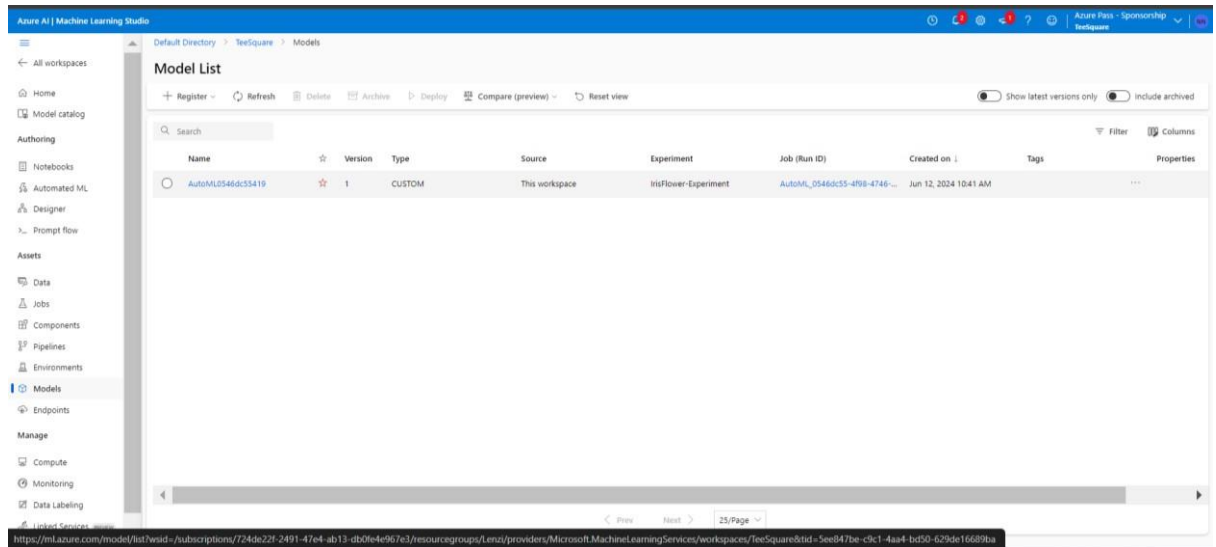 Azure AI | Machine Learning Studio
Azure Pass - Sponsorship
TeeSquare
All workspaces
Home
Model catalog
Authoring
Notebooks
Automated ML
Designer
Prompt flow
Assets
Data
Jobs
Components
Pipelines
Environments
Models
Endpoints
Manage
Compute
Monitoring
Data Labeling
Linked Services
Default Directory > TeeSquare > Models
Model List
Register Refresh Delete Archive Deploy Compare (preview) Reset view Show latest versions only Include archived
Search Filter Columns
Name Version Type Source Experiment Job (Run ID) Created on ↓ Tags Properties
AutoML0546dc55419 1 CUSTOM This workspace IrisFlower-Experiment AutoML_0546dc55-4f98-4746-... Jun 12, 2024 10:41 AM ...
< Prev Next > 25/Page
https://ml.azure.com/model/list?wsid=/subscriptions/724de22f-2491-47e4-ab13-db0fe4e967e3/resourcegroups/Lenzi/providers/Microsoft.MachineLearningServices/workspaces/TeeSquare&tid=5ee847be-c9c1-4aa4-bd50-629de16689ba